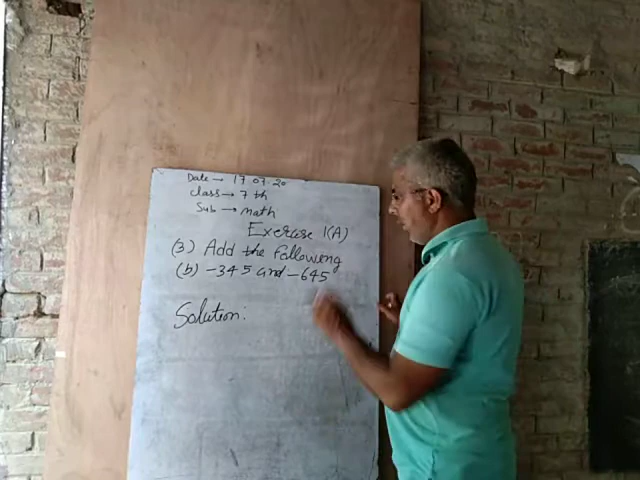 Date → 17 07 20
class → 7 th
Sub → math
Exercise 1(A)
(3) Add the following
(b) -345 and -645
Solution: